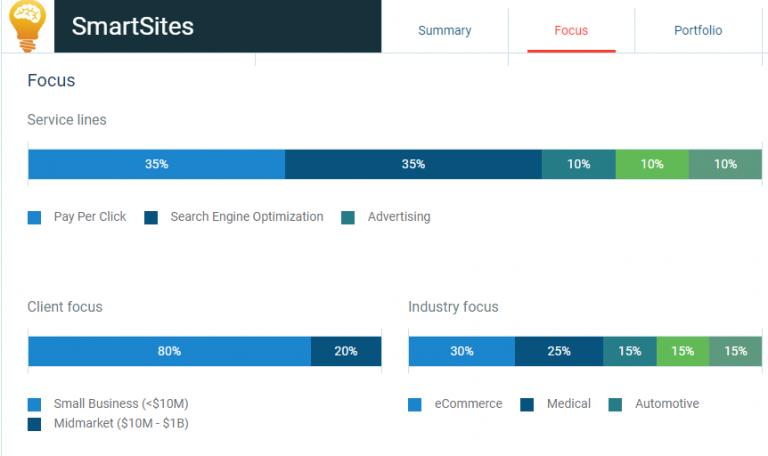 SmartSites
Summary
Focus
Portfolio
Focus
Service lines
35% 35% 10% 10% 10%
Pay Per Click Search Engine Optimization Advertising
Client focus
80% 20%
Small Business (<$10M)
Midmarket ($10M - $1B)
Industry focus
30% 25% 15% 15% 15%
eCommerce Medical Automotive